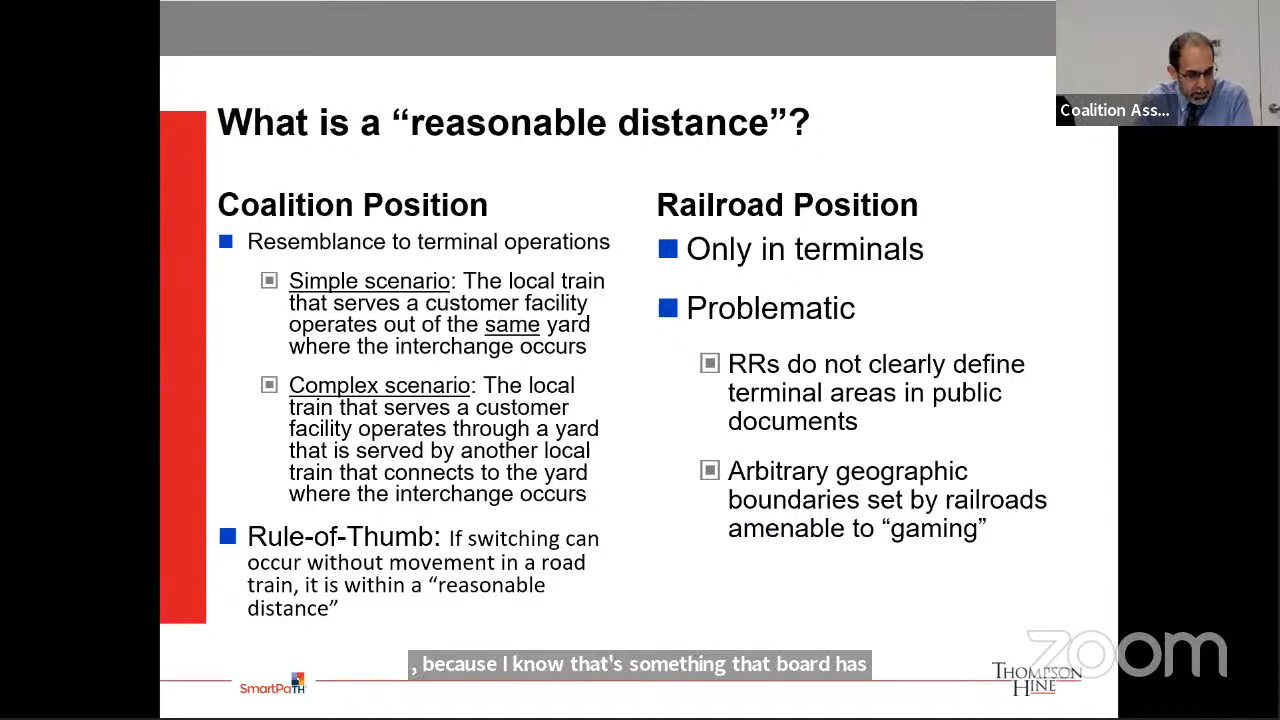 What is a “reasonable distance”?
Coalition Position
Resemblance to terminal operations
Simple scenario: The local train
that serves a customer facility
operates out of the same yard
where the interchange occurs
Complex scenario: The local
train that serves a customer
facility operates through a yard
that is served by another local
train that connects to the yard
where the interchange occurs
Rule-of-Thumb: If switching can
occur without movement in a road
train, it is within a “reasonable
distance”
Railroad Position
Only in terminals
Problematic
RRs do not clearly define
terminal areas in public
documents
Arbitrary geographic
boundaries set by railroads
amenable to “gaming”
Coalition Ass...
, because I know that's something that board has
SmartPaTH
THOMPSON
HINE
zoom